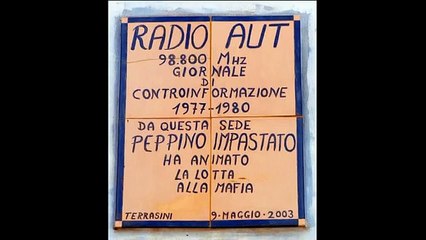 RADIO AUT
98.800 MHZ
GIORNALE
DI
CONTROINFORMAZIONE
1977-1980
DA QUESTA SEDE
PEPPINO IMPASTATO
HA ANIMATO
LA LOTTA
ALLA MAFIA
TERRASINI 9·MAGGIO·2003